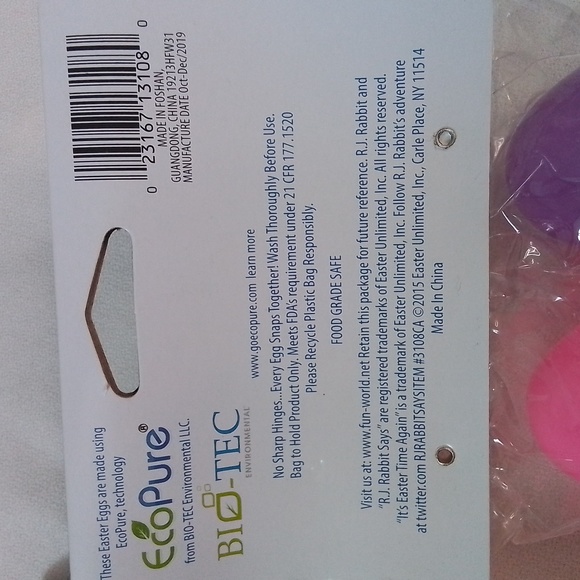 These Easter Eggs are made using
EcoPure, technology
EcoPure®
from BIO-TEC Environmental LLC.
BIO-TEC
ENVIRONMENTAL
www.goecopure.com learn more
No Sharp Hinges...Every Egg Snaps Together! Wash Thoroughly Before Use.
Bag to Hold Product Only. Meets FDA's requirement under 21 CFR 177.1520
Please Recycle Plastic Bag Responsibly.
FOOD GRADE SAFE
Visit us at: www.fun-world.net Retain this package for future reference. R.J. Rabbit and
"R.J. Rabbit Says" are registered trademarks of Easter Unlimited, Inc. All rights reserved.
"It's Easter Time Again" is a trademark of Easter Unlimited, Inc. Follow R.J. Rabbit's adventure
at twitter.com RJRABBITSAYS ITEM #3108CA ©2015 Easter Unlimited, Inc., Carle Place, NY 11514
Made In China
0 23167 13108 0
MADE IN FOSHAN,
GUANGDONG, CHINA 19213HFW31
MANUFACTURE DATE Oct-Dec/2019